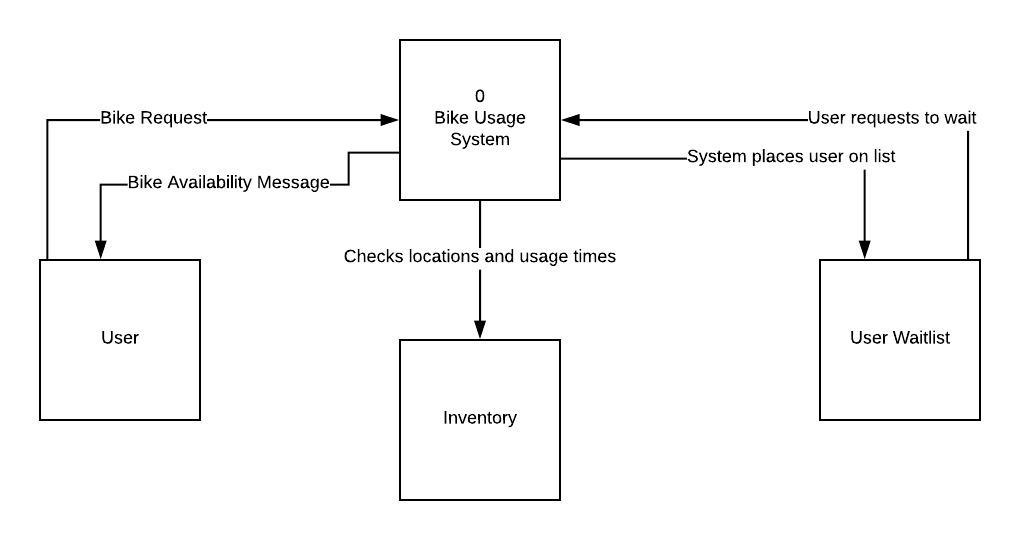 0
Bike Usage
System
Bike Request
User requests to wait
System places user on list
Bike Availability Message
Checks locations and usage times
User
User Waitlist
Inventory